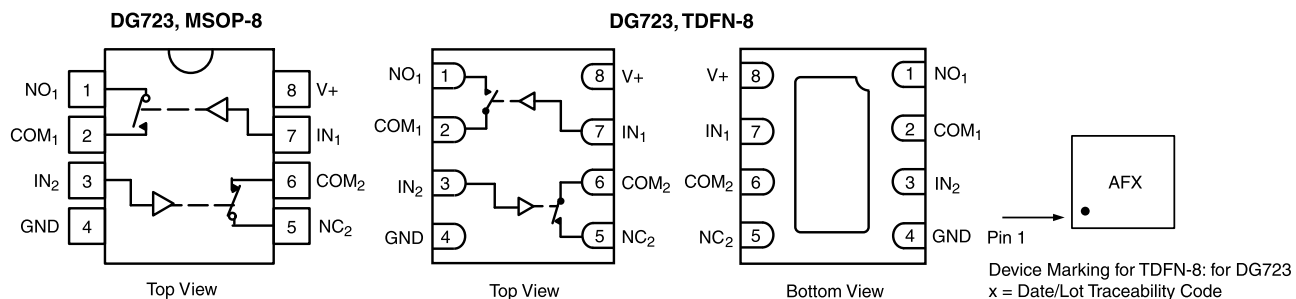 DG723, MSOP-8
NO1
1
8
V+
COM1
2
7
IN1
IN2
3
6
COM2
GND
4
5
NC2
Top View
DG723, TDFN-8
NO1
1
8
V+
COM1
2
7
IN1
IN2
3
6
COM2
GND
4
5
NC2
Top View
V+
8
1
NO1
IN1
7
2
COM1
COM2
6
3
IN2
NC2
5
4
GND
Bottom View
AFX
Pin 1
Device Marking for TDFN-8: for DG723
x = Date/Lot Traceability Code